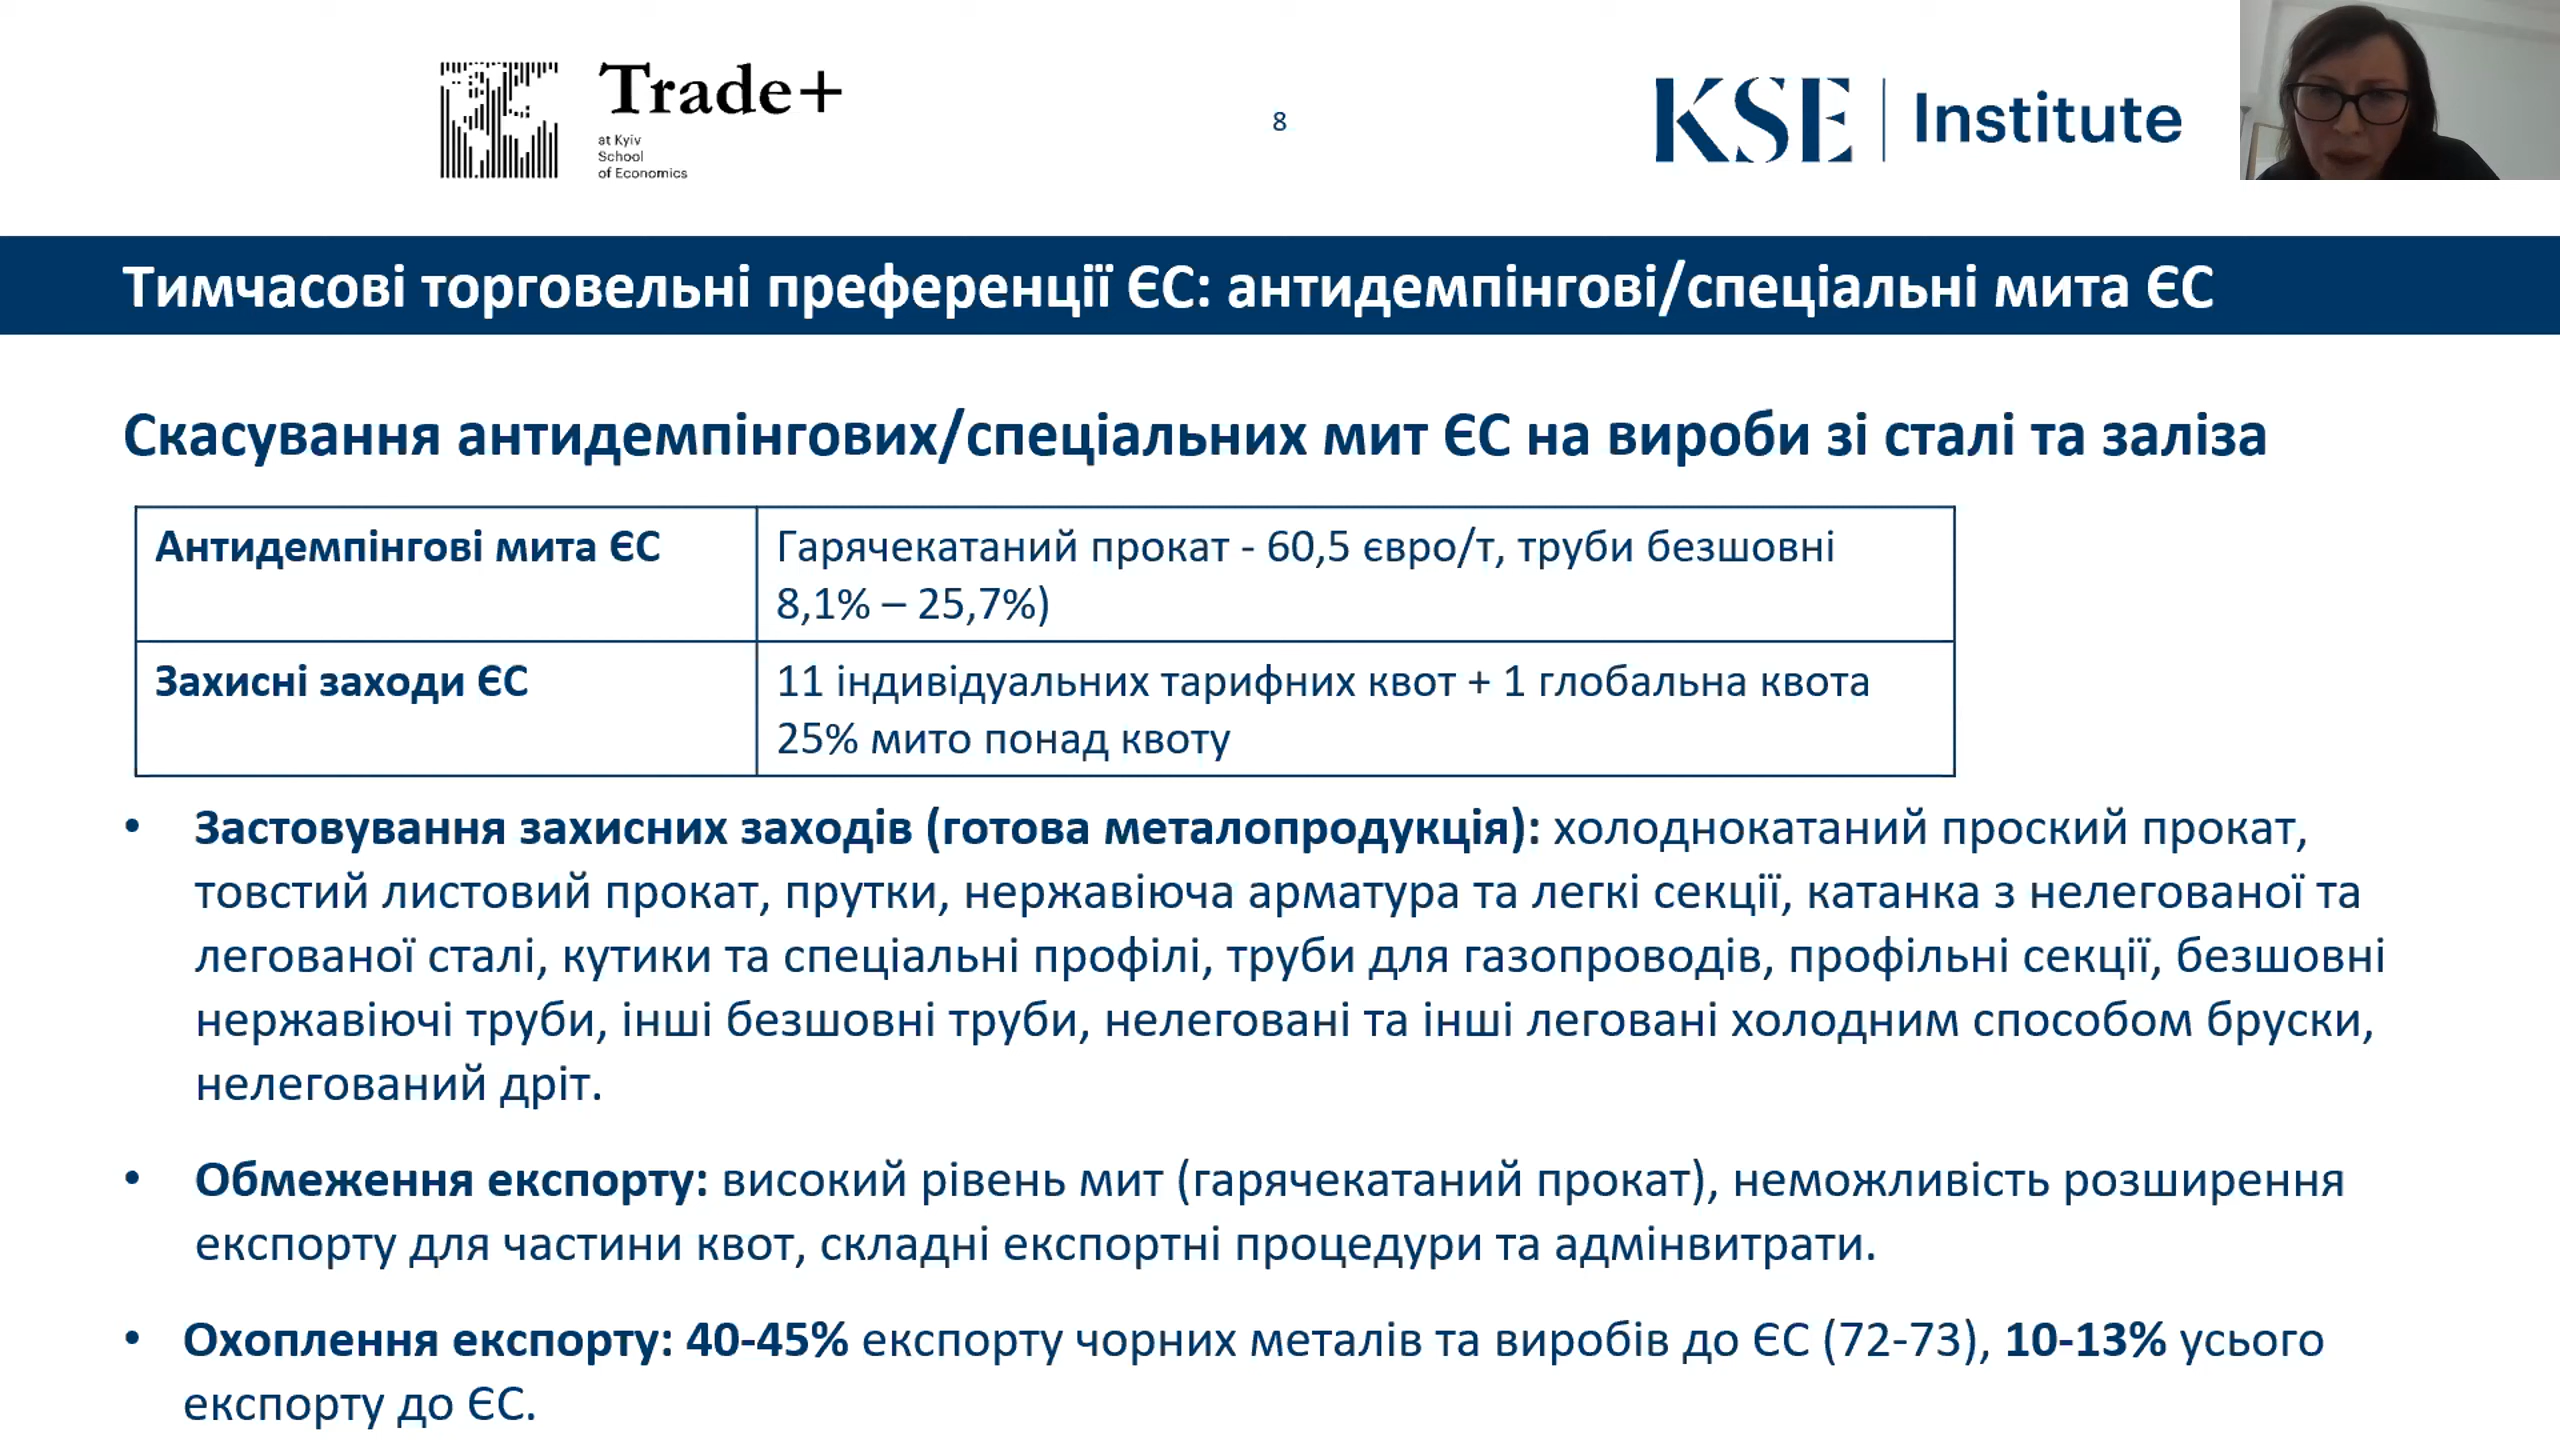 Trade+
at Kyiv
School
of Economics
8
KSE Institute
Тимчасові торговельні преференції ЄС: антидемпінгові/спеціальні мита ЄС
Скасування антидемпінгових/спеціальних мит ЄС на вироби зі сталі та заліза
Антидемпінгові мита ЄС
Гарячекатаний прокат - 60,5 євро/т, труби безшовні
8,1% – 25,7%)
Захисні заходи ЄС
11 індивідуальних тарифних квот + 1 глобальна квота
25% мито понад квоту
• Застовування захисних заходів (готова металопродукція): холоднокатаний проский прокат,
товстий листовий прокат, прутки, нержавіюча арматура та легкі секції, катанка з нелегованої та
легованої сталі, кутики та спеціальні профілі, труби для газопроводів, профільні секції, безшовні
нержавіючі труби, інші безшовні труби, нелеговані та інші леговані холодним способом бруски,
нелегований дріт.
• Обмеження експорту: високий рівень мит (гарячекатаний прокат), неможливість розширення
експорту для частини квот, складні експортні процедури та адмінвитрати.
• Охоплення експорту: 40-45% експорту чорних металів та виробів до ЄС (72-73), 10-13% усього
експорту до ЄС.